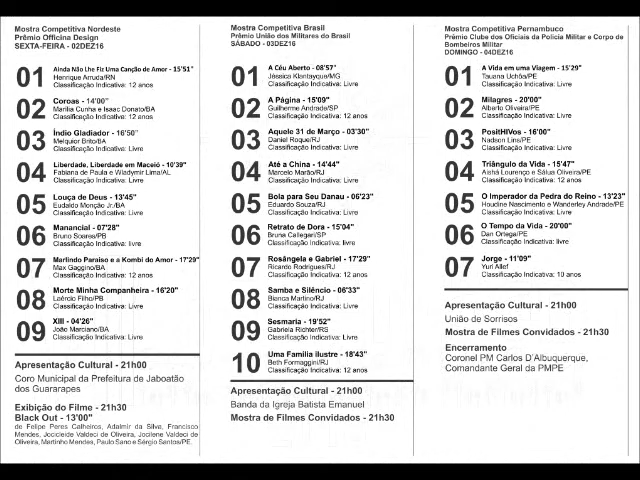 Mostra Competitiva Nordeste
Prêmio Officina Design
SEXTA-FEIRA - 02DEZ16
01 Ainda Não Lhe Fiz Uma Canção de Amor - 15'51"
Henrique Arruda/RN
Classificação Indicativa: 12 anos
02 Coroas - 14'00"
Marília Cunha e Isaac Donato/BA
Classificação Indicativa: 12 anos
03 Índio Gladiador - 16'50"
Melquior Brito/BA
Classificação Indicativa: Livre
04 Liberdade, Liberdade em Maceió - 10'39"
Fabiana de Paula e Wladymir Lima/AL
Classificação Indicativa: Livre
05 Louça de Deus - 13'45"
Eudaldo Monção Jr./BA
Classificação Indicativa: Livre
06 Manancial - 07'28"
Bruno Soares/PB
Classificação Indicativa: livre
07 Marlindo Paraíso e a Kombi do Amor - 17'29"
Max Gaggino/BA
Classificação Indicativa: 12 anos
08 Morte Minha Companheira - 16'20"
Laércio Filho/PB
Classificação Indicativa: Livre
09 XIII - 04'26"
João Marciano/BA
Classificação Indicativa: Livre
Apresentação Cultural - 21h00
Coro Municipal da Prefeitura de Jaboatão
dos Guararapes
Exibição do Filme - 21h30
Black Out - 13'00"
de Felipe Peres Calheiros, Adalmir da Silva, Francisco
Mendes, Jocicleide Valdeci de Oliveira, Jocilene Valdeci de
Oliveira, Martinho Mendes, Paulo Sano e Sérgio Santos/PE.
Mostra Competitiva Brasil
Prêmio União dos Militares do Brasil
SÁBADO - 03DEZ16
01 A Céu Aberto - 08'57"
Jéssica Klantayque/MG
Classificação Indicativa: Livre
02 A Página - 15'09"
Guilherme Andrade/SP
Classificação Indicativa: 12 anos
03 Aquele 31 de Março - 03'30"
Daniel Roque/RJ
Classificação Indicativa: Livre
04 Até a China - 14'44"
Marcelo Marão/RJ
Classificação Indicativa: Livre
05 Bola para Seu Danau - 06'23"
Eduardo Souza/RJ
Classificação Indicativa: Livre
06 Retrato de Dora - 15'04"
Bruna Callegari/SP
Classificação Indicativa: Livre
07 Rosângela e Gabriel - 17'29"
Ricardo Rodrigues/RJ
Classificação Indicativa: 12 anos
08 Samba e Silêncio - 06'33"
Bianca Martino/RJ
Classificação Indicativa: Livre
09 Sesmaria - 19'52"
Gabriela Richter/RS
Classificação Indicativa: Livre
10 Uma Família ilustre - 18'43"
Beth Formaggini/RJ
Classificação Indicativa: 12 anos
Apresentação Cultural - 21h00
Banda da Igreja Batista Emanuel
Mostra de Filmes Convidados - 21h30
Mostra Competitiva Pernambuco
Prêmio Clube dos Oficiais da Polícia Militar e Corpo de
Bombeiros Militar
DOMINGO - 04DEZ16
01 A Vida em uma Viagem - 15'29"
Tauana Uchôa/PE
Classificação Indicativa: Livre
02 Milagres - 20'00"
Alberto Oliveira/PE
Classificação Indicativa: Livre
03 PositHIVos - 16'00"
Nadson Lins/PE
Classificação Indicativa: Livre
04 Triângulo da Vida - 15'47"
Aishá Lourenço e Sálua Oliveira/PE
Classificação Indicativa: 12 anos
05 O Imperador da Pedra do Reino - 13'23"
Houdine Nascimento e Wanderley Andrade/PE
Classificação Indicativa: Livre
06 O Tempo da Vida - 20'00"
Dan Ortega/PE
Classificação Indicativa: livre
07 Jorge - 11'09"
Yuri Allef
Classificação Indicativa: 10 anos
Apresentação Cultural - 21h00
União de Sorrisos
Mostra de Filmes Convidados - 21h30
Encerramento
Coronel PM Carlos D'Albuquerque,
Comandante Geral da PMPE